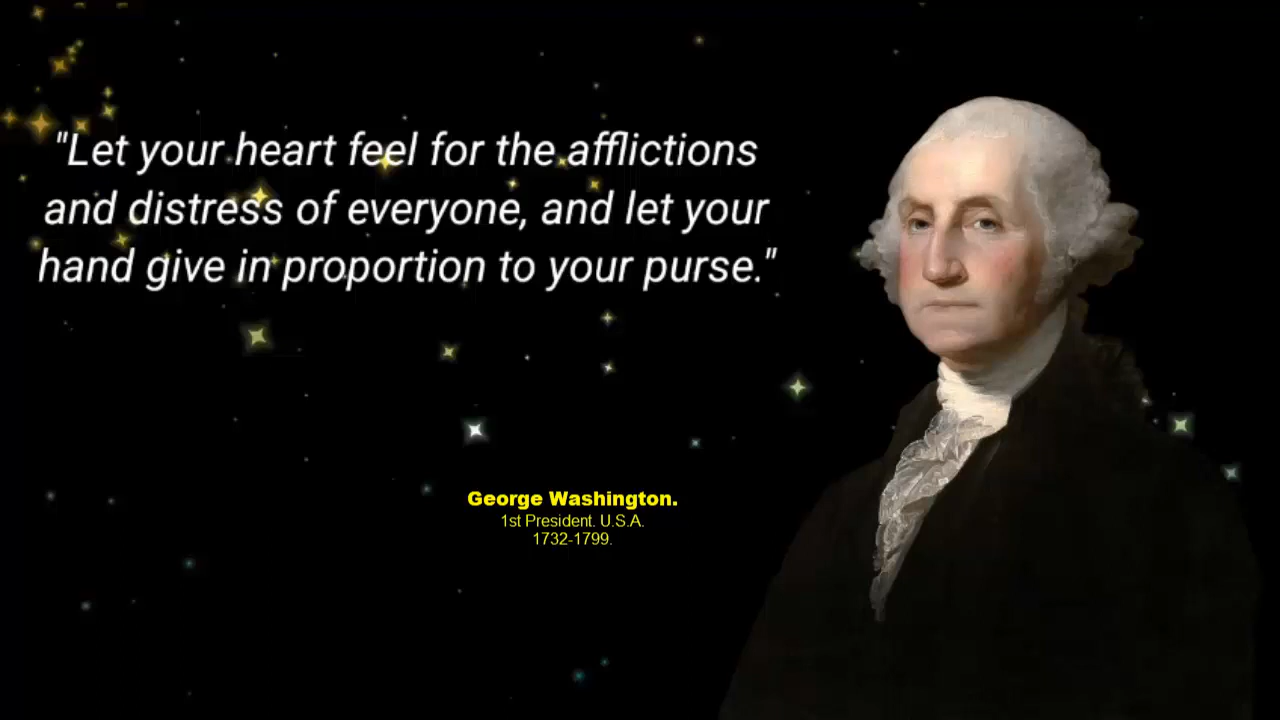 "Let your heart feel for the afflictions
and distress of everyone, and let your
hand give in proportion to your purse."
George Washington.
1st President. U.S.A.
1732-1799.